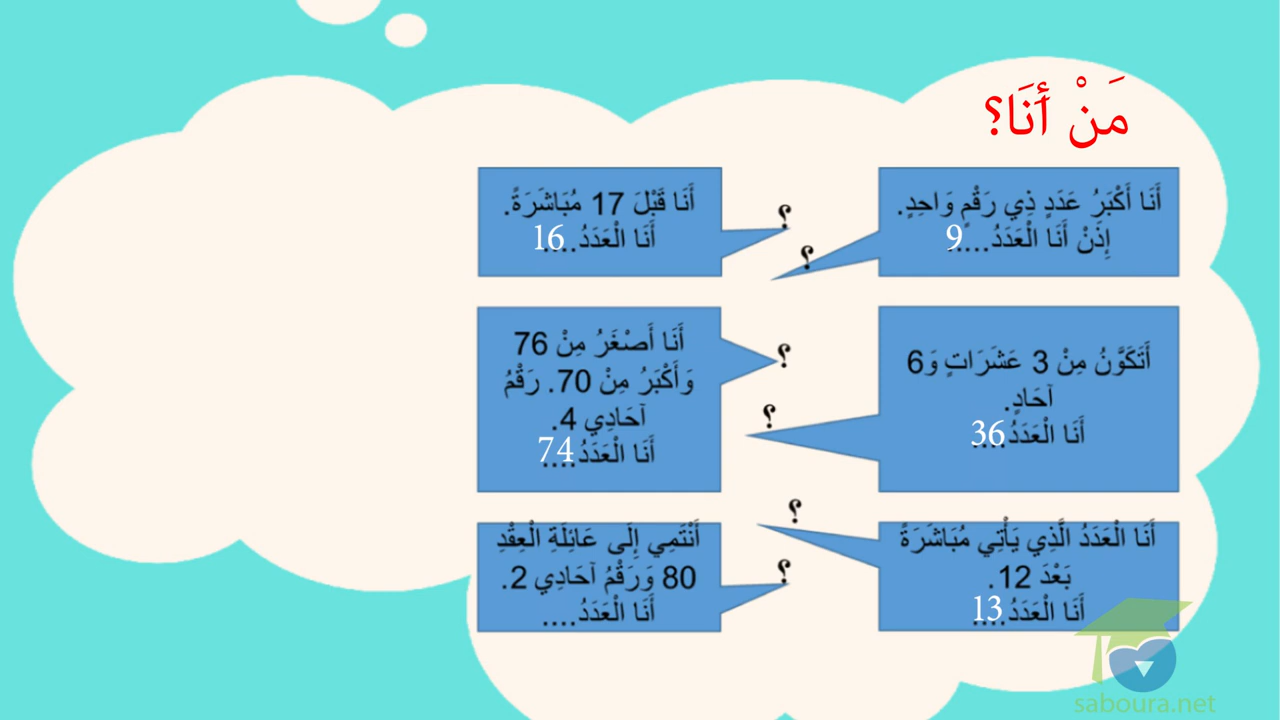 مَنْ أَنَا؟
أَنَا أَكْبَرُ عَدَدٍ ذِي رَقْمٍ وَاحِدٍ.
إِذَنْ أَنَا الْعَدَدُ.....9
؟
أَنَا قَبْلَ 17 مُبَاشَرَةً.
أَنَا الْعَدَدُ....16
؟
أَتَكَوَّنُ مِنْ 3 عَشَرَاتٍ وَ6
آحَادٍ.
أَنَا الْعَدَدُ....36
؟
أَنَا أَصْغَرُ مِنْ 76
وَأَكْبَرُ مِنْ 70. رَقْمُ
آحَادِي 4.
أَنَا الْعَدَدُ....74
؟
أَنَا الْعَدَدُ الَّذِي يَأْتِي مُبَاشَرَةً
بَعْدَ 12.
أَنَا الْعَدَدُ....13
؟
أَنْتَمِي إِلَى عَائِلَةِ الْعِقْدِ
80 وَرَقْمُ آحَادِي 2.
أَنَا الْعَدَدُ....
؟
saboura.net